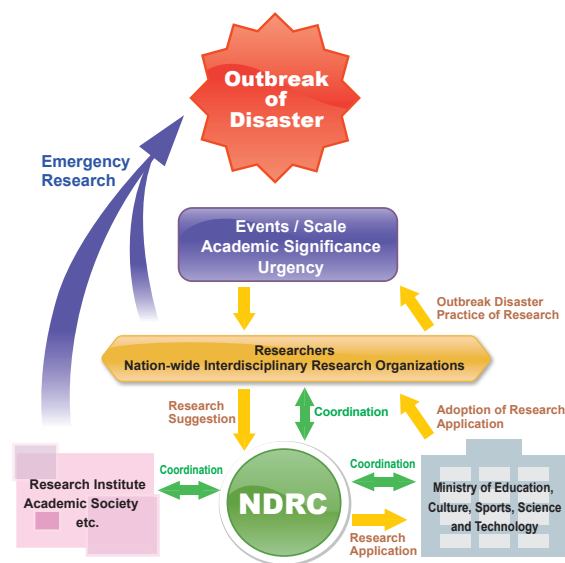 Outbreak
of
Disaster
Emergency
Research
Events / Scale
Academic Significance
Urgency
Outbreak Disaster
Practice of Research
Researchers
Nation-wide Interdisciplinary Research Organizations
Research
Suggestion
Coordination
Adoption of Research
Application
Research Institute
Academic Society
etc.
Coordination
NDRC
Coordination
Ministry of Education,
Culture, Sports, Science
and Technology
Research
Application